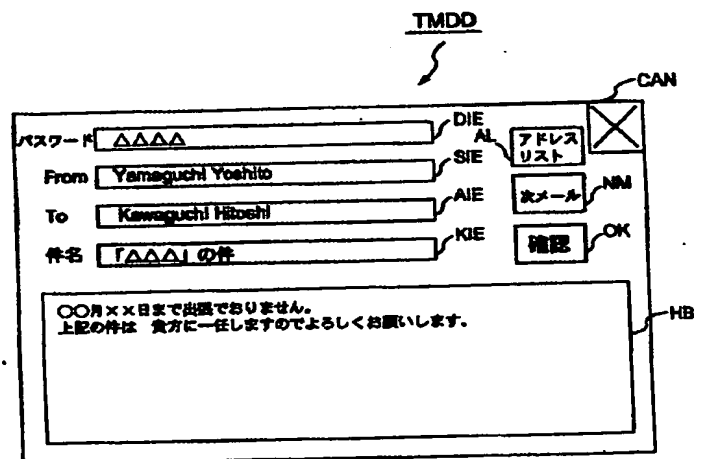 TMDD
CAN
パスワード △△△△ DIE
AL アドレス
リスト
From Yamaguchi Yoshito SIE
To Kawaguchi Hitoshi AIE
次メール NM
件名 「△△△」の件 KIE
確認 OK
○○月××日まで出張でおりません。
上記の件は 貴方に一任しますのでよろしくお願いします。
HB